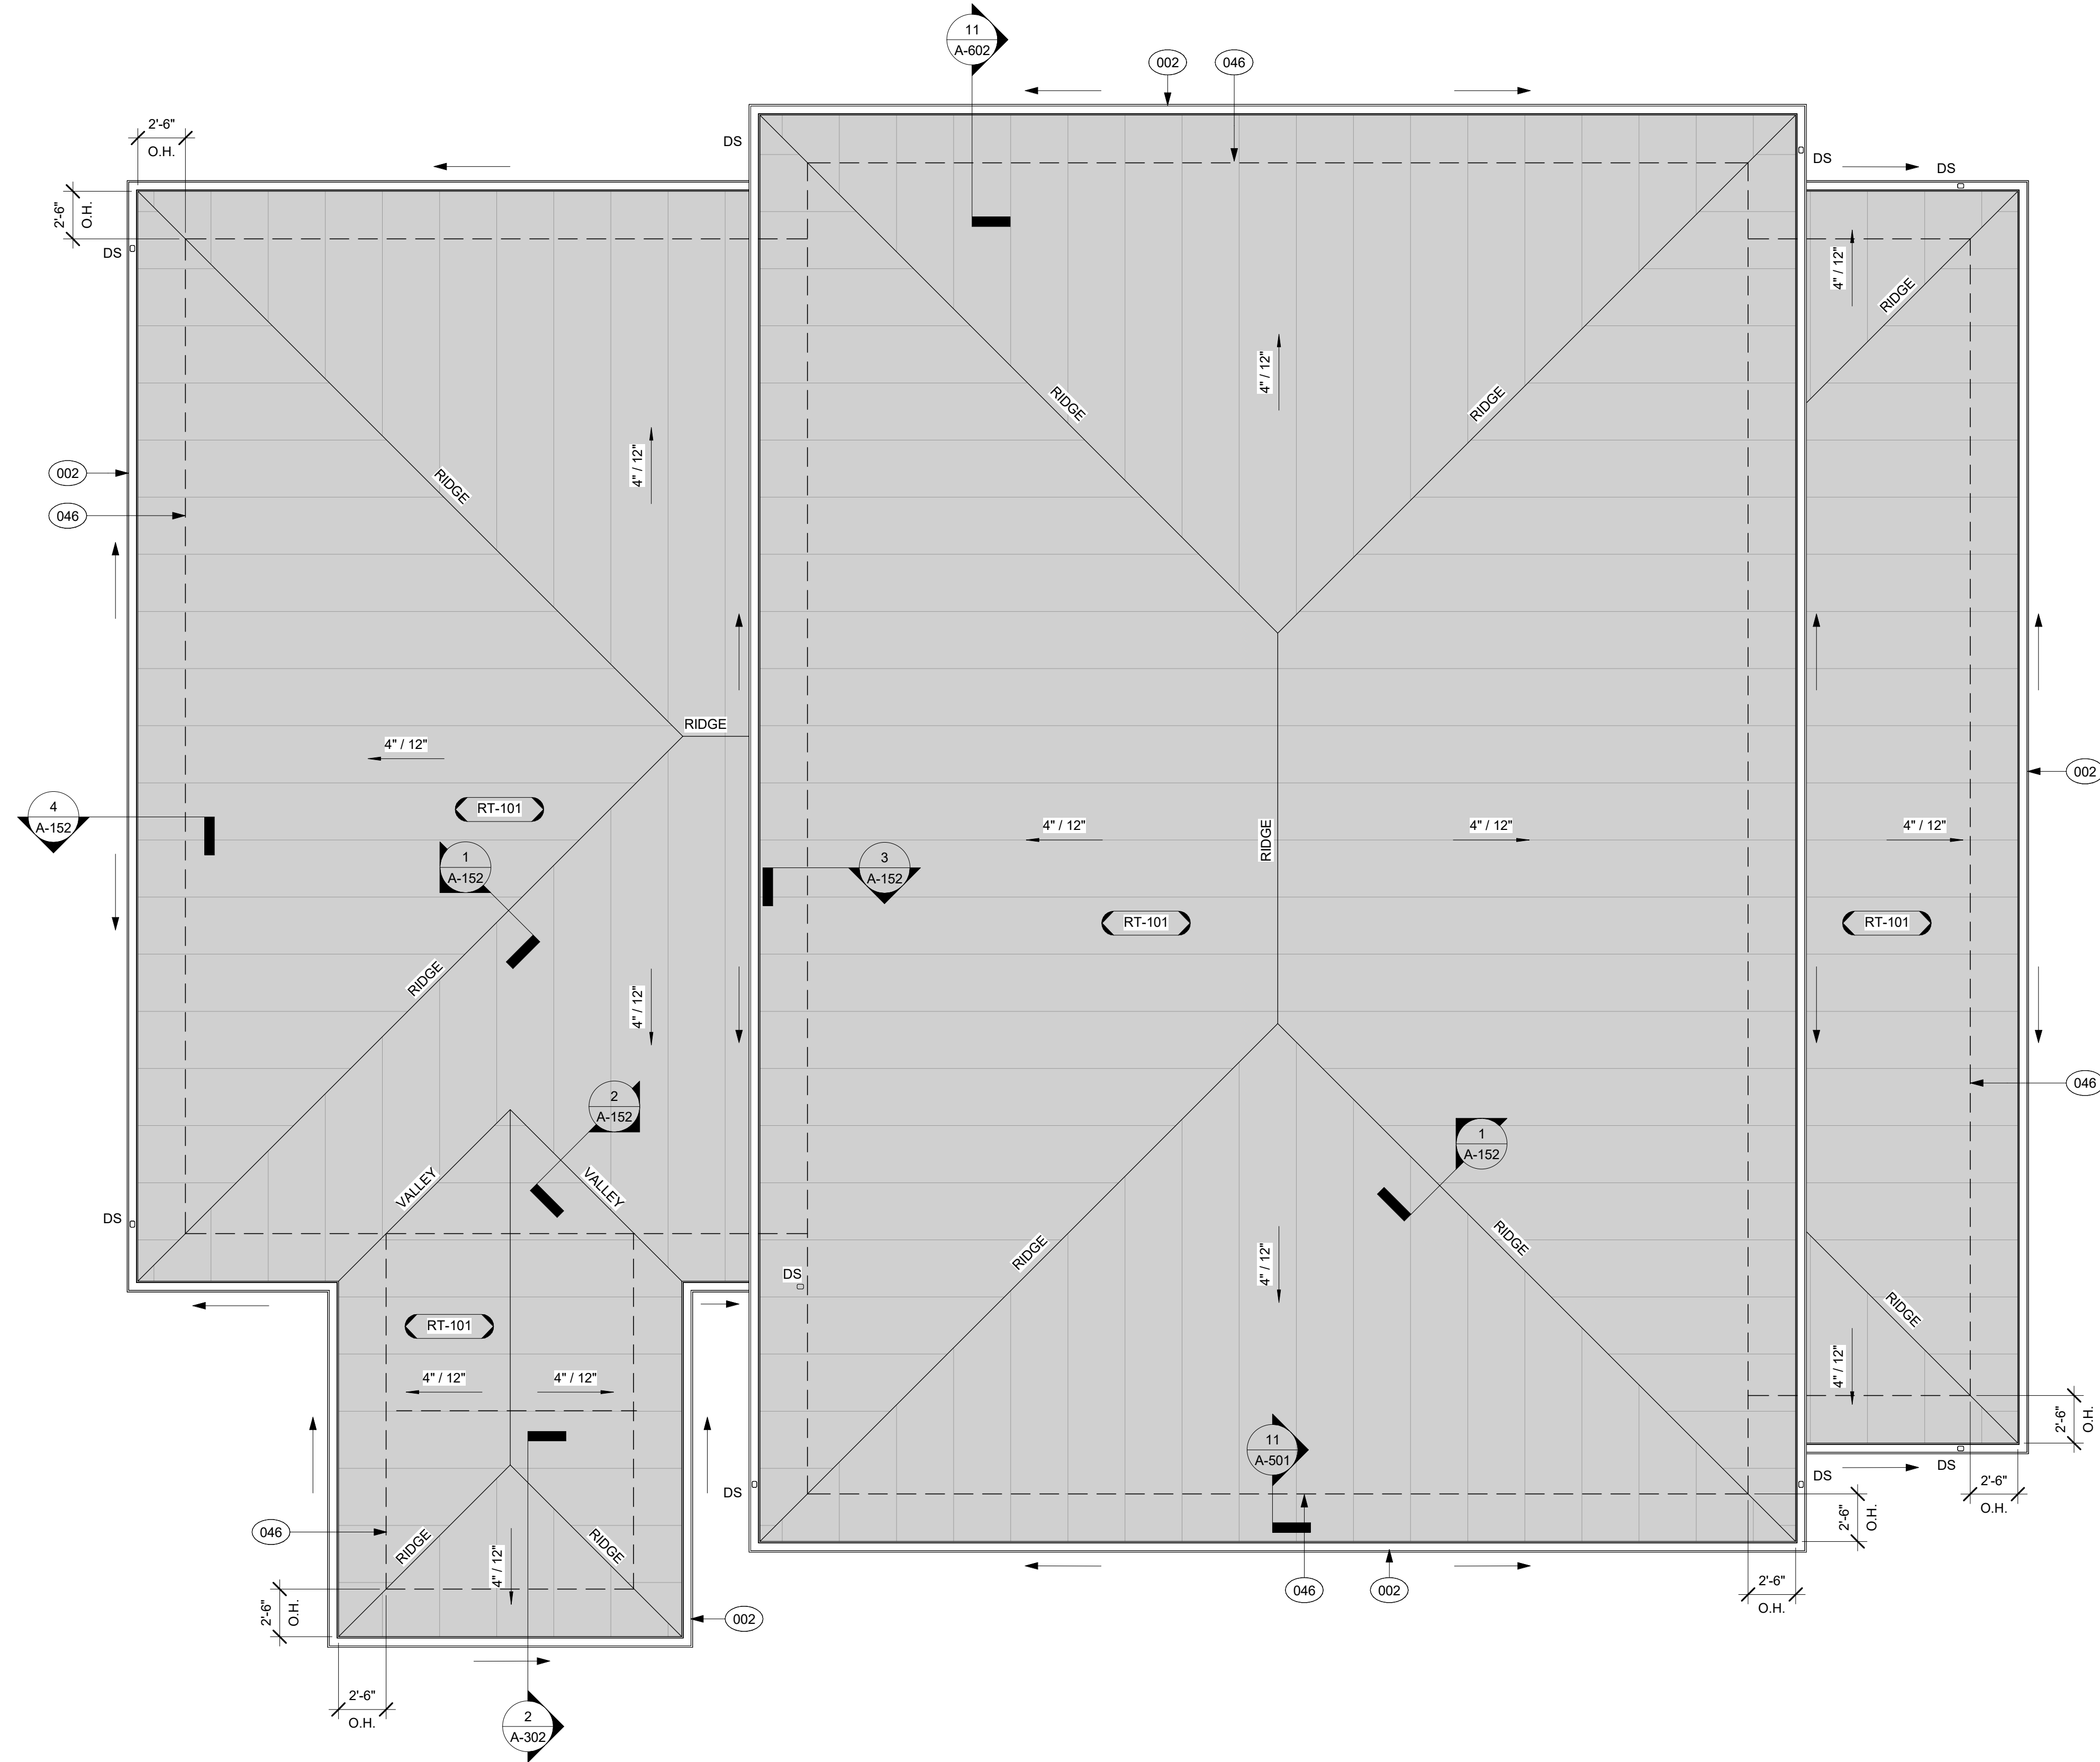 11
A-602
002
046
2'-6"
O.H.
DS
DS
DS
2'-6"
O.H.
DS
4" / 12"
RIDGE
4" / 12"
RIDGE
RIDGE
002
RIDGE
4" / 12"
046
RIDGE
4" / 12"
002
4
A-152
RT-101
1
A-152
4" / 12"
RIDGE
4" / 12"
4" / 12"
3
A-152
RT-101
RT-101
RIDGE
4" / 12"
046
2
A-152
1
A-152
VALLEY
VALLEY
DS
RIDGE
RIDGE
4" / 12"
DS
RIDGE
RT-101
4" / 12"
4" / 12"
4" / 12"
2'-6"
O.H.
11
A-501
DS
DS
DS
2'-6"
O.H.
2'-6"
O.H.
046
RIDGE
RIDGE
4" / 12"
046
002
2'-6"
O.H.
2'-6"
O.H.
002
2'-6"
O.H.
2
A-302